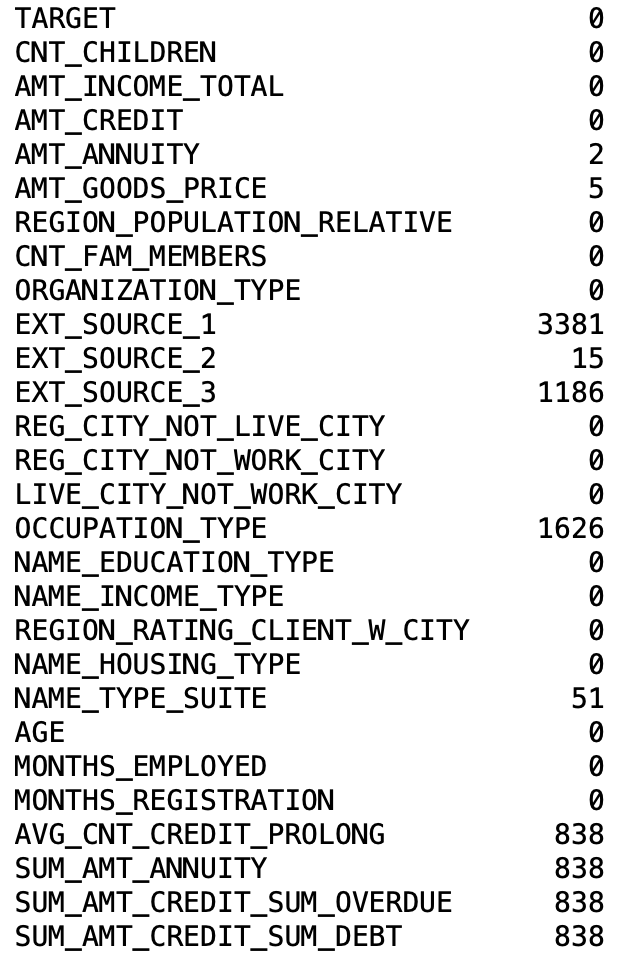 TARGET 0
CNT_CHILDREN 0
AMT_INCOME_TOTAL 0
AMT_CREDIT 0
AMT_ANNUITY 2
AMT_GOODS_PRICE 5
REGION_POPULATION_RELATIVE 0
CNT_FAM_MEMBERS 0
ORGANIZATION_TYPE 0
EXT_SOURCE_1 3381
EXT_SOURCE_2 15
EXT_SOURCE_3 1186
REG_CITY_NOT_LIVE_CITY 0
REG_CITY_NOT_WORK_CITY 0
LIVE_CITY_NOT_WORK_CITY 0
OCCUPATION_TYPE 1626
NAME_EDUCATION_TYPE 0
NAME_INCOME_TYPE 0
REGION_RATING_CLIENT_W_CITY 0
NAME_HOUSING_TYPE 0
NAME_TYPE_SUITE 51
AGE 0
MONTHS_EMPLOYED 0
MONTHS_REGISTRATION 0
AVG_CNT_CREDIT_PROLONG 838
SUM_AMT_ANNUITY 838
SUM_AMT_CREDIT_SUM_OVERDUE 838
SUM_AMT_CREDIT_SUM_DEBT 838